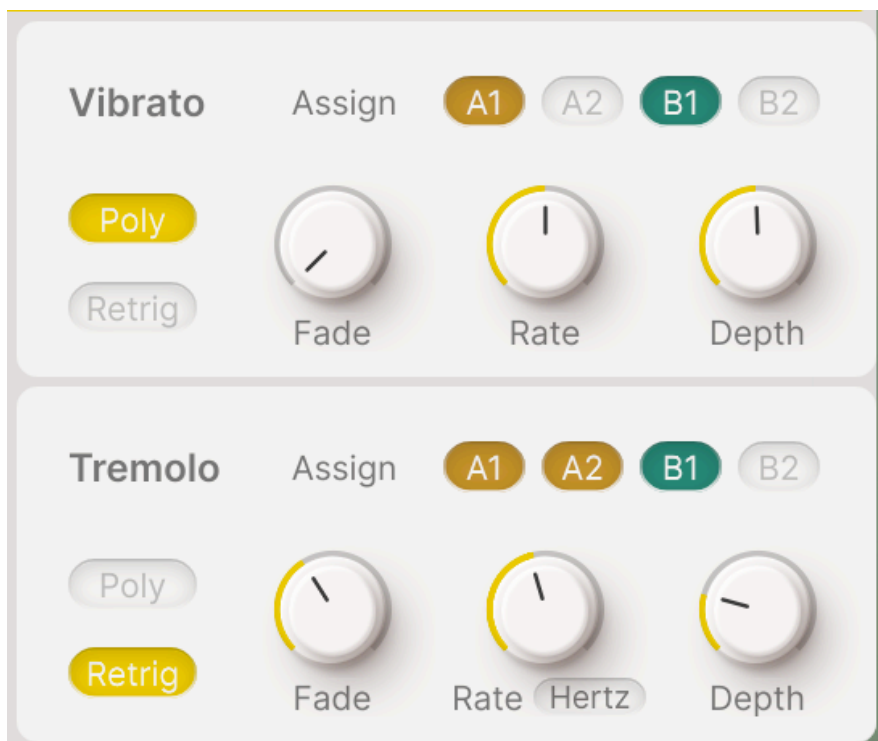 Vibrato Assign A1 A2 B1 B2
Poly
Retrig
Fade Rate Depth
Tremolo Assign A1 A2 B1 B2
Poly
Retrig
Fade Rate Hertz Depth